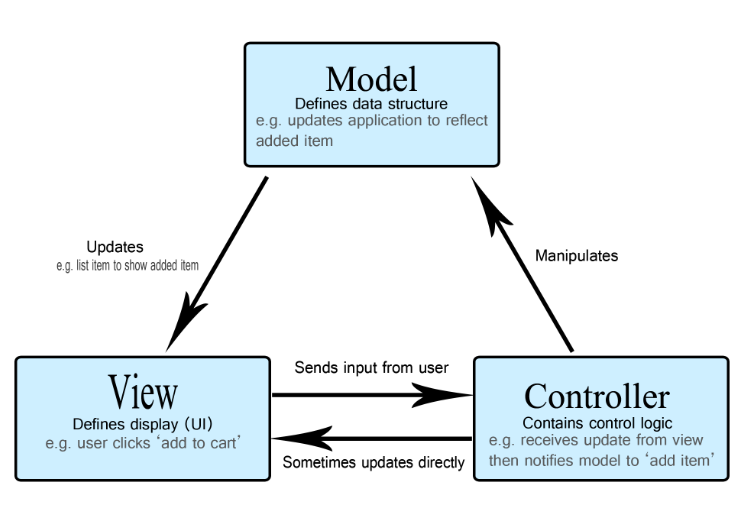 Model
Defines data structure
e.g. updates application to reflect
added item
Updates
e.g. list item to show added item
Manipulates
View
Defines display (UI)
e.g. user clicks ‘add to cart’
Sends input from user
Sometimes updates directly
Controller
Contains control logic
e.g. receives update from view
then notifies model to ‘add item’